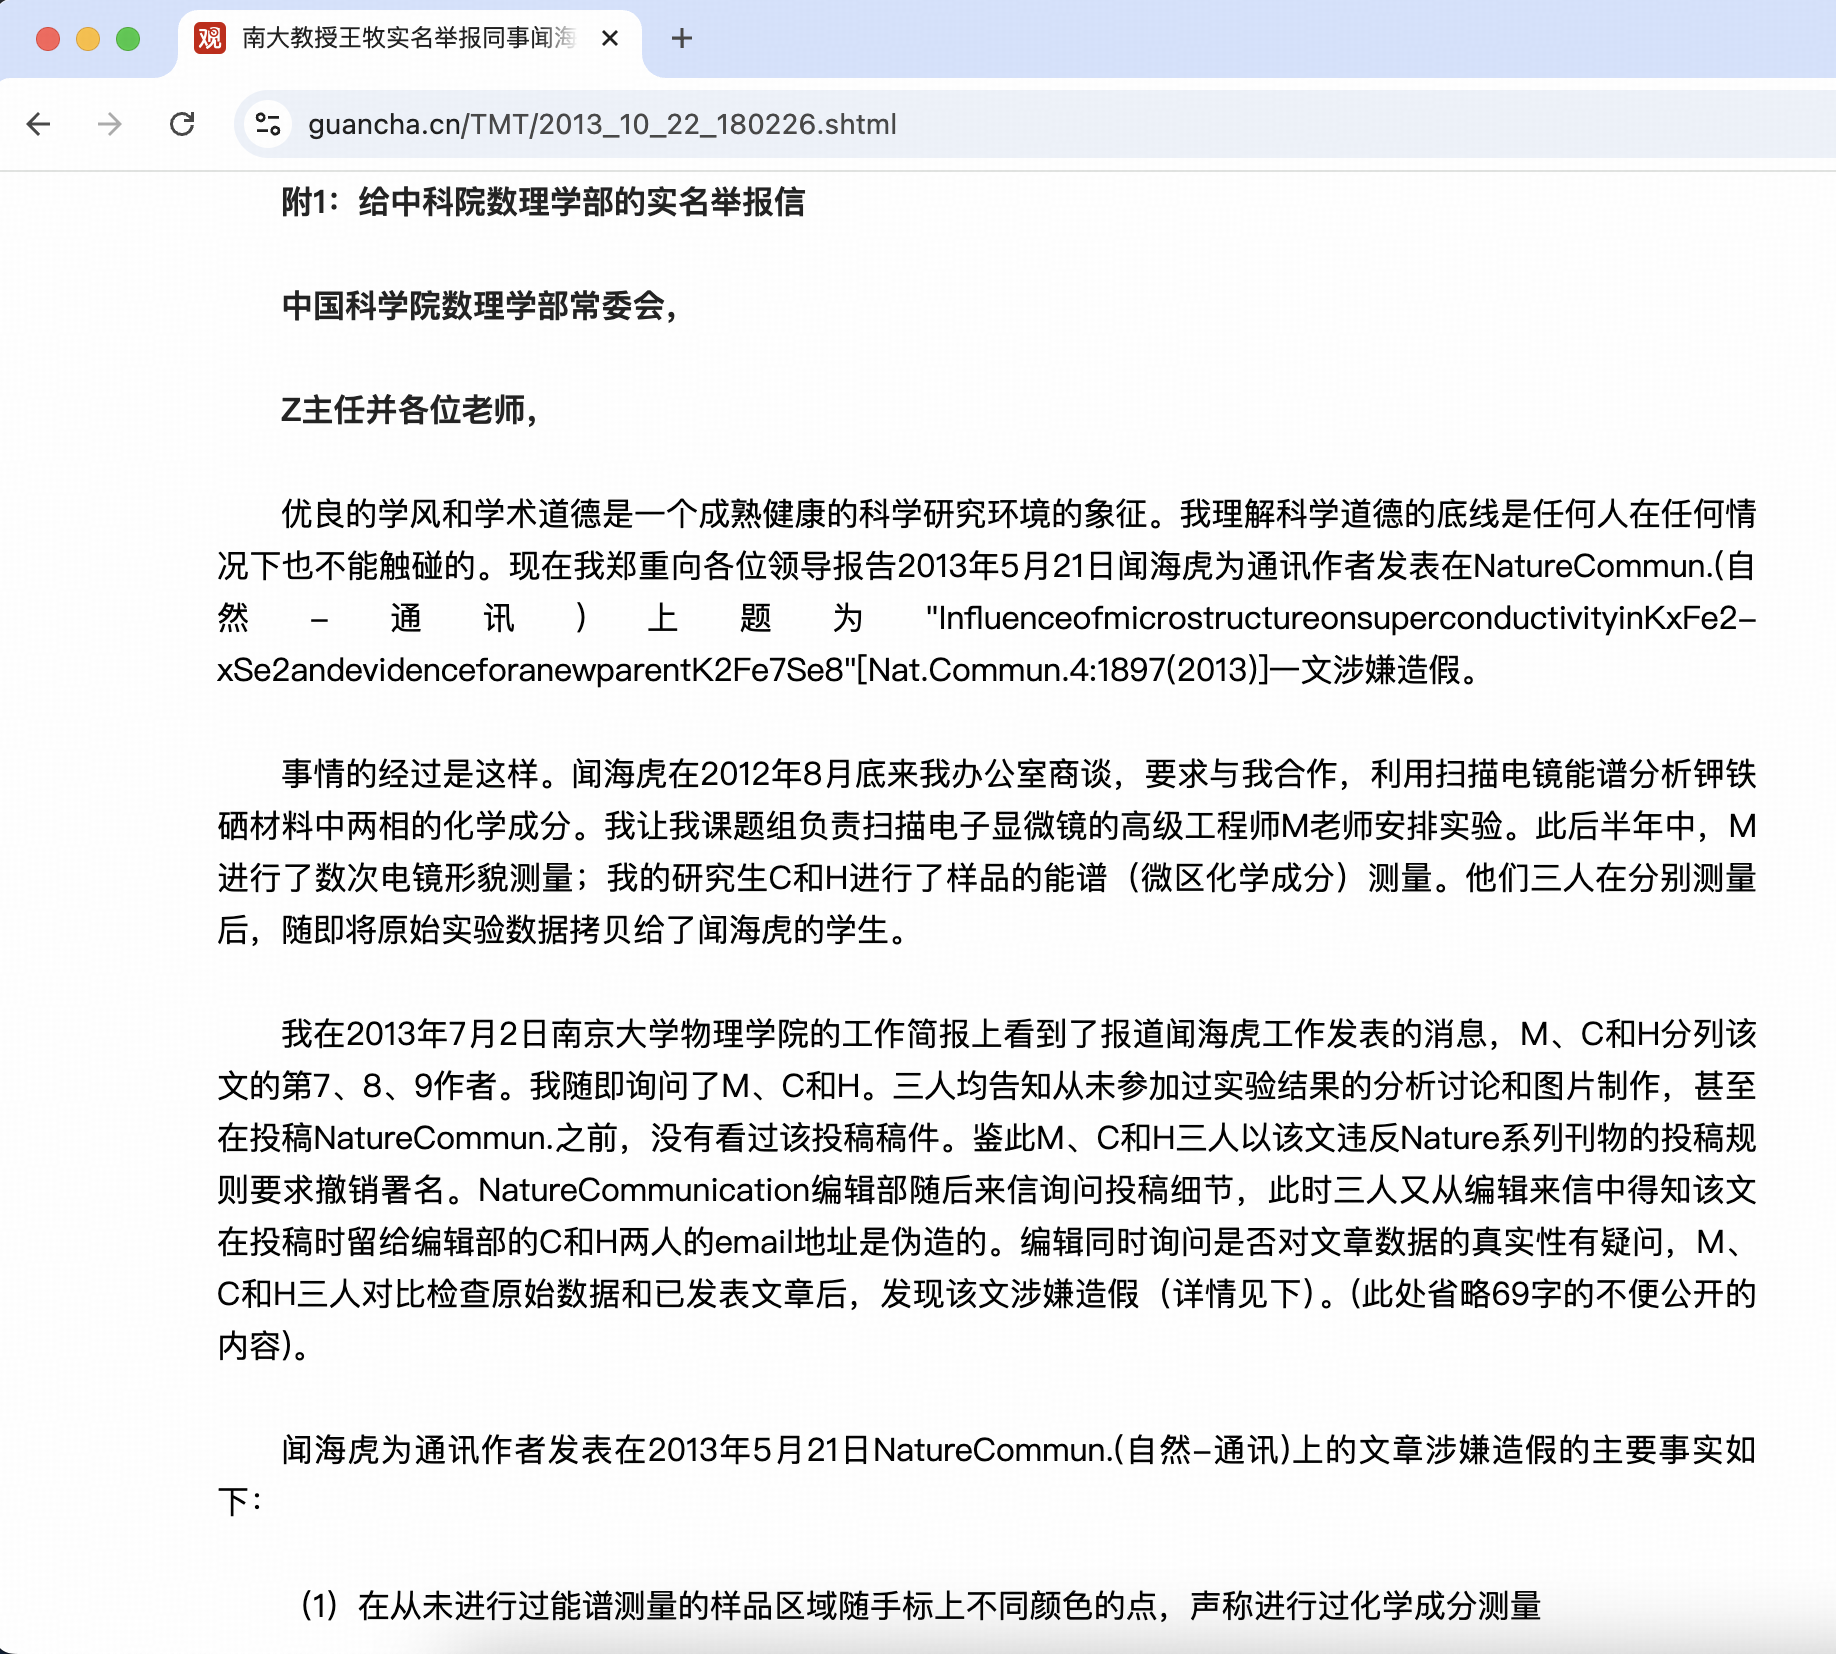 南大教授王牧实名举报同事闻海
guancha.cn/TMT/2013_10_22_180226.shtml
附1：给中科院数理学部的实名举报信
中国科学院数理学部常委会，
Z主任并各位老师，
优良的学风和学术道德是一个成熟健康的科学研究环境的象征。我理解科学道德的底线是任何人在任何情
况下也不能触碰的。现在我郑重向各位领导报告2013年5月21日闻海虎为通讯作者发表在NatureCommun.(自
然－通讯）上题为"InfluenceofmicrostructureonsuperconductivityinKxFe2−
xSe2andevidenceforanewparentK2Fe7Se8"[Nat.Commun.4:1897(2013)]一文涉嫌造假。
事情的经过是这样。闻海虎在2012年8月底来我办公室商谈，要求与我合作，利用扫描电镜能谱分析钾铁
硒材料中两相的化学成分。我让我课题组负责扫描电子显微镜的高级工程师M老师安排实验。此后半年中，M
进行了数次电镜形貌测量；我的研究生C和H进行了样品的能谱（微区化学成分）测量。他们三人在分别测量
后，随即将原始实验数据拷贝给了闻海虎的学生。
我在2013年7月2日南京大学物理学院的工作简报上看到了报道闻海虎工作发表的消息，M、C和H分列该
文的第7、8、9作者。我随即询问了M、C和H。三人均告知从未参加过实验结果的分析讨论和图片制作，甚至
在投稿NatureCommun.之前，没有看过该投稿稿件。鉴此M、C和H三人以该文违反Nature系列刊物的投稿规
则要求撤销署名。NatureCommunication编辑部随后来信询问投稿细节，此时三人又从编辑来信中得知该文
在投稿时留给编辑部的C和H两人的email地址是伪造的。编辑同时询问是否对文章数据的真实性有疑问，M、
C和H三人对比检查原始数据和已发表文章后，发现该文涉嫌造假（详情见下）。(此处省略69字的不便公开的
内容)。
闻海虎为通讯作者发表在2013年5月21日NatureCommun.(自然－通讯)上的文章涉嫌造假的主要事实如
下：
（1）在从未进行过能谱测量的样品区域随手标上不同颜色的点，声称进行过化学成分测量